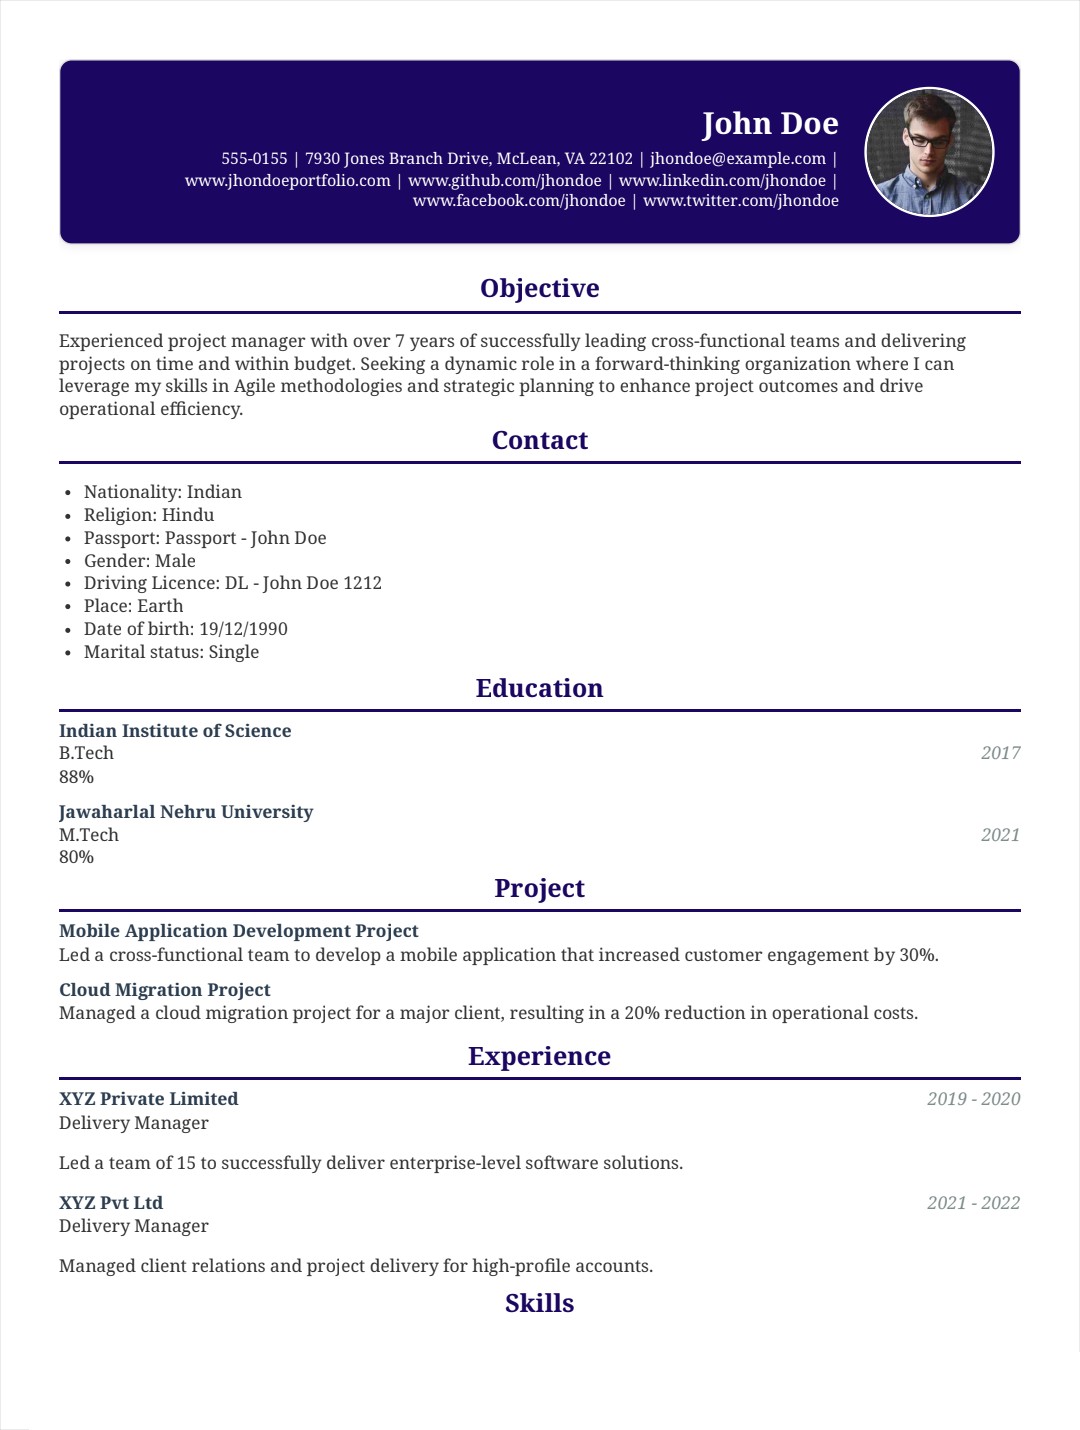 John Doe
555-0155 | 7930 Jones Branch Drive, McLean, VA 22102 | jhondoe@example.com |
www.jhondoeportfolio.com | www.github.com/jhondoe | www.linkedin.com/jhondoe |
www.facebook.com/jhondoe | www.twitter.com/jhondoe
Objective
Experienced project manager with over 7 years of successfully leading cross-functional teams and delivering
projects on time and within budget. Seeking a dynamic role in a forward-thinking organization where I can
leverage my skills in Agile methodologies and strategic planning to enhance project outcomes and drive
operational efficiency.
Contact
• Nationality: Indian
• Religion: Hindu
• Passport: Passport - John Doe
• Gender: Male
• Driving Licence: DL - John Doe 1212
• Place: Earth
• Date of birth: 19/12/1990
• Marital status: Single
Education
Indian Institute of Science
B.Tech 2017
88%
Jawaharlal Nehru University
M.Tech 2021
80%
Project
Mobile Application Development Project
Led a cross-functional team to develop a mobile application that increased customer engagement by 30%.
Cloud Migration Project
Managed a cloud migration project for a major client, resulting in a 20% reduction in operational costs.
Experience
XYZ Private Limited 2019 - 2020
Delivery Manager
Led a team of 15 to successfully deliver enterprise-level software solutions.
XYZ Pvt Ltd 2021 - 2022
Delivery Manager
Managed client relations and project delivery for high-profile accounts.
Skills